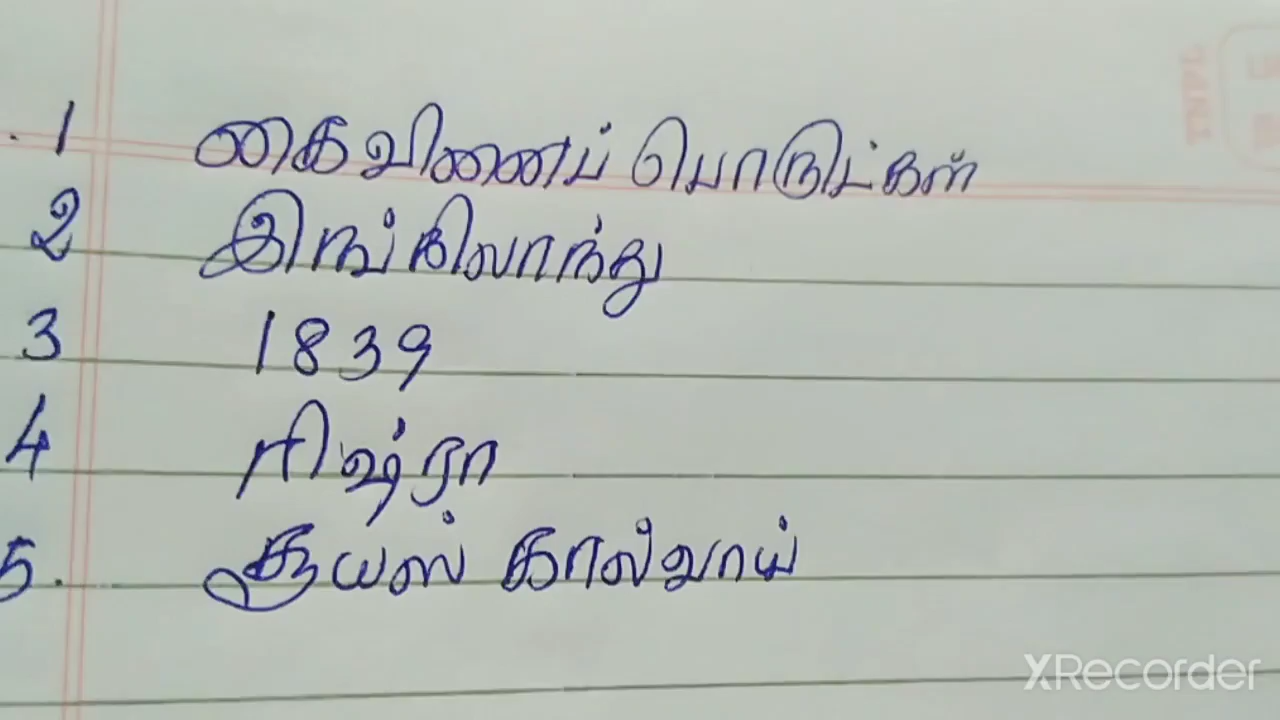 .1 கைவினைப் பொருட்கள்
2 இங்கிலாந்து
3 1839
4 ரிஷ்ரா
5. சூயஸ் கால்வாய்
XRecorder